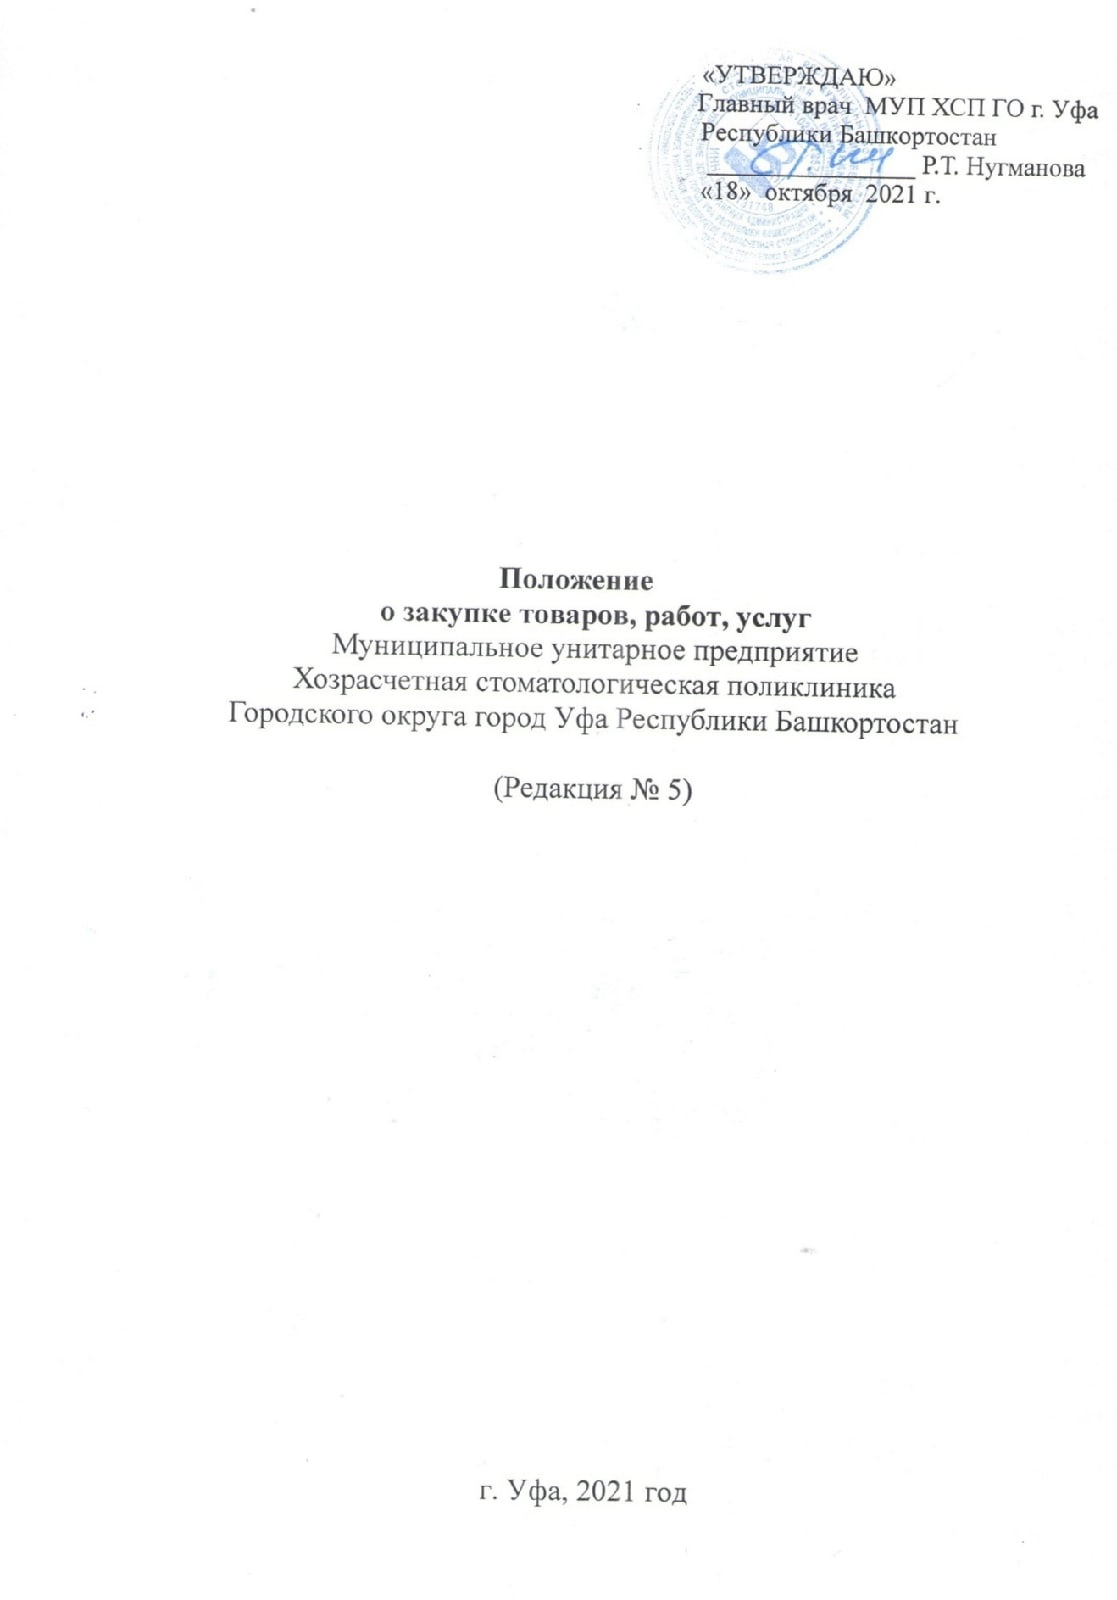 «УТВЕРЖДАЮ»
Главный врач МУП ХСП ГО г. Уфа
Республики Башкортостан
Р.Т. Нугманова
«18» октября 2021 г.
Положение
о закупке товаров, работ, услуг
Муниципальное унитарное предприятие
Хозрасчетная стоматологическая поликлиника
Городского округа город Уфа Республики Башкортостан
(Редакция № 5)
г. Уфа, 2021 год